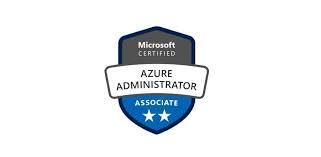 Microsoft
CERTIFIED
AZURE
ADMINISTRATOR
ASSOCIATE